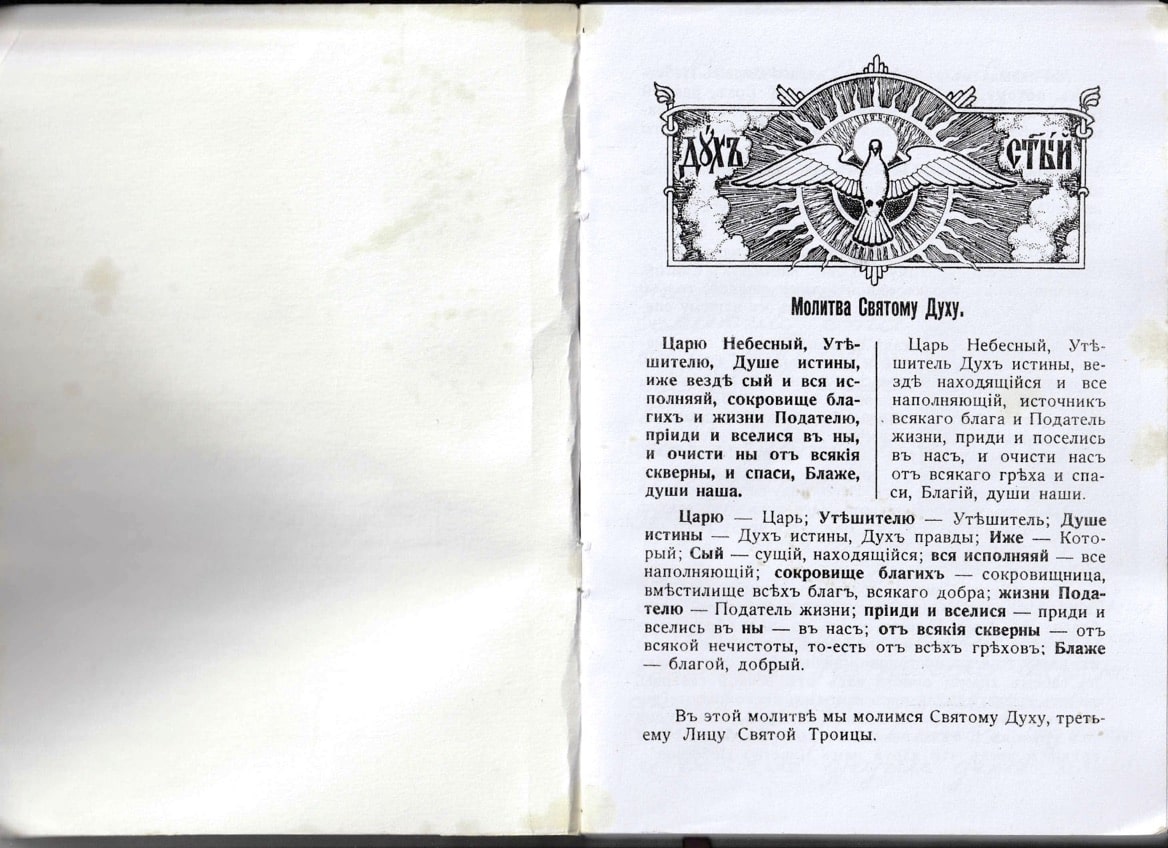 ДУ́ХЪ СТ҃ЫЙ
Молитва Святому Духу.
Царю Небесный, Утѣ-
шителю, Душе истины,
иже вездѣ сый и вся ис-
полняяй, сокровище бла-
гихъ и жизни Подателю,
пріиди и вселися въ ны,
и очисти ны отъ всякія
скверны, и спаси, Блаже,
души наша.
Царь Небесный, Утѣ-
шитель Духъ истины, ве-
здѣ находящійся и все
наполняющій, источникъ
всякаго блага и Податель
жизни, приди и поселись
въ насъ, и очисти насъ
отъ всякаго грѣха и спа-
си, Благій, души наши.
Царю — Царь; Утѣшителю — Утѣшитель; Душе
истины — Духъ истины, Духъ правды; Иже — Кото-
рый; Сый — сущій, находящійся; вся исполняяй — все
наполняющій; сокровище благихъ — сокровищница,
вмѣстилище всѣхъ благъ, всякаго добра; жизни Пода-
телю — Податель жизни; пріиди и вселися — приди и
вселись въ ны — въ насъ; отъ всякія скверны — отъ
всякой нечистоты, то-есть отъ всѣхъ грѣховъ; Блаже
— благой, добрый.
Въ этой молитвѣ мы молимся Святому Духу, треть-
ему Лицу Святой Троицы.